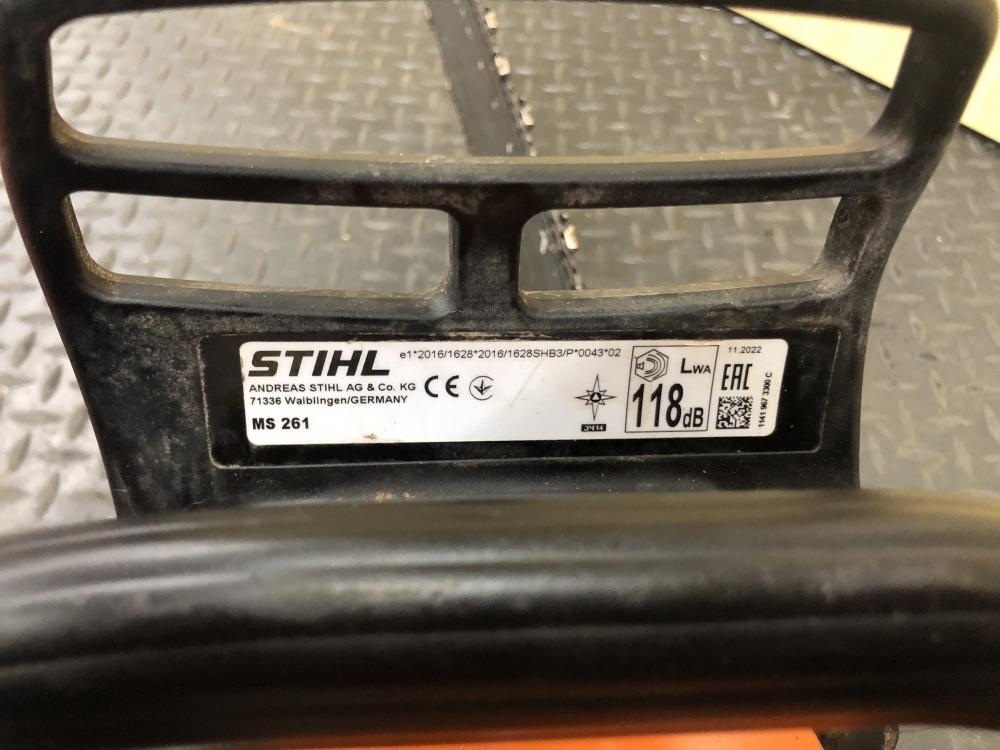 STIHL
e1*2016/1628*2016/1628SHB3/P*0043*02
ANDREAS STIHL AG & Co. KG
71336 Waiblingen/GERMANY
MS 261
CE
3414
LWA
118dB
11.2022
EAC
1141 967 3300 C